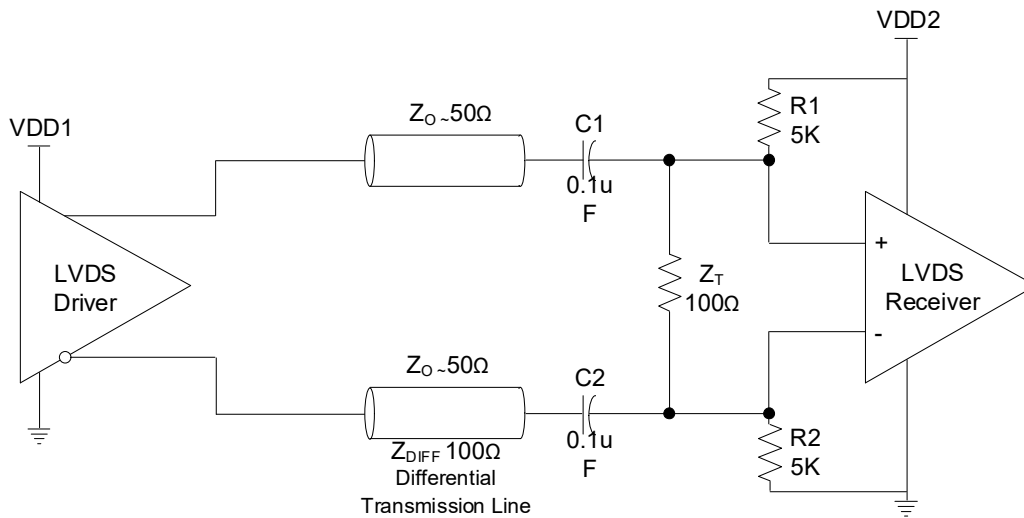 VDD2
R1
5K
Z_O ~50Ω
C1
VDD1
0.1u
F
+
LVDS
Driver
Z_T
100Ω
LVDS
Receiver
-
Z_O ~50Ω
C2
R2
5K
0.1u
F
Z_DIFF 100Ω
Differential
Transmission Line